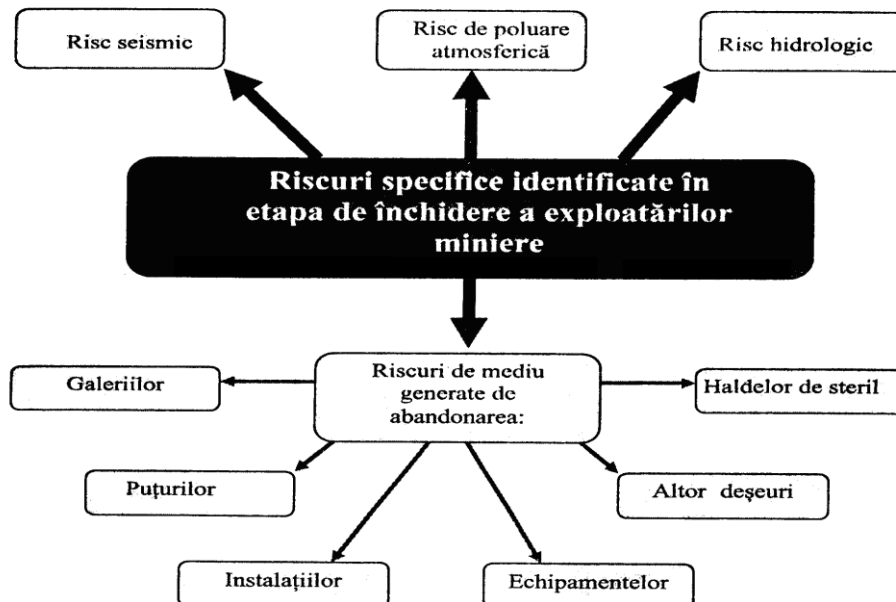 Risc seismic
Risc de poluare
atmosferică
Risc hidrologic
Riscuri specifice identificate în
etapa de închidere a exploatărilor
miniere
Riscuri de mediu
generate de
abandonarea:
Galeriilor
Haldelor de steril
Puțurilor
Altor deșeuri
Instalațiilor
Echipamentelor